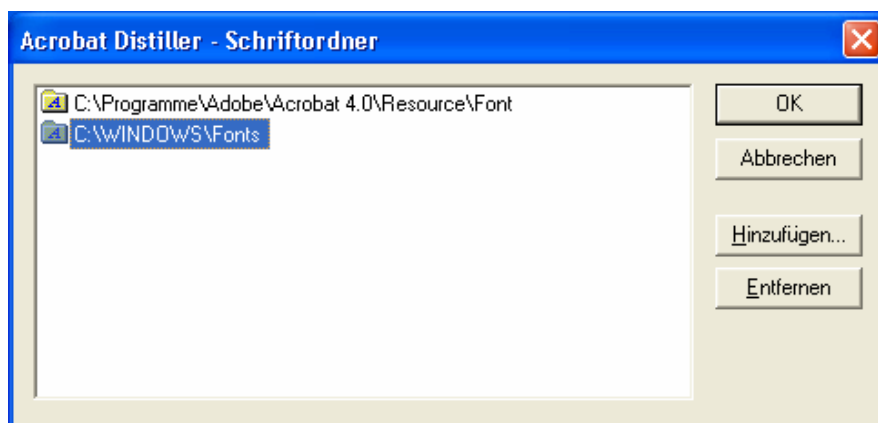 Acrobat Distiller - Schriftordner
C:\Programme\Adobe\Acrobat 4.0\Resource\Font
C:\WINDOWS\Fonts
OK
Abbrechen
Hinzufügen...
Entfernen